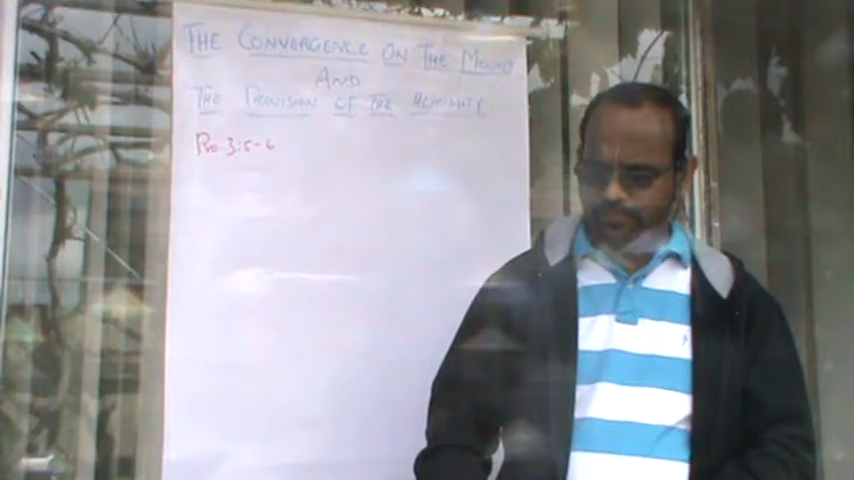 THE CONVERGENCE ON THE MOUNT
AND
THE PROVISION OF THE ALMIGHTY
Pro. 3:5-6